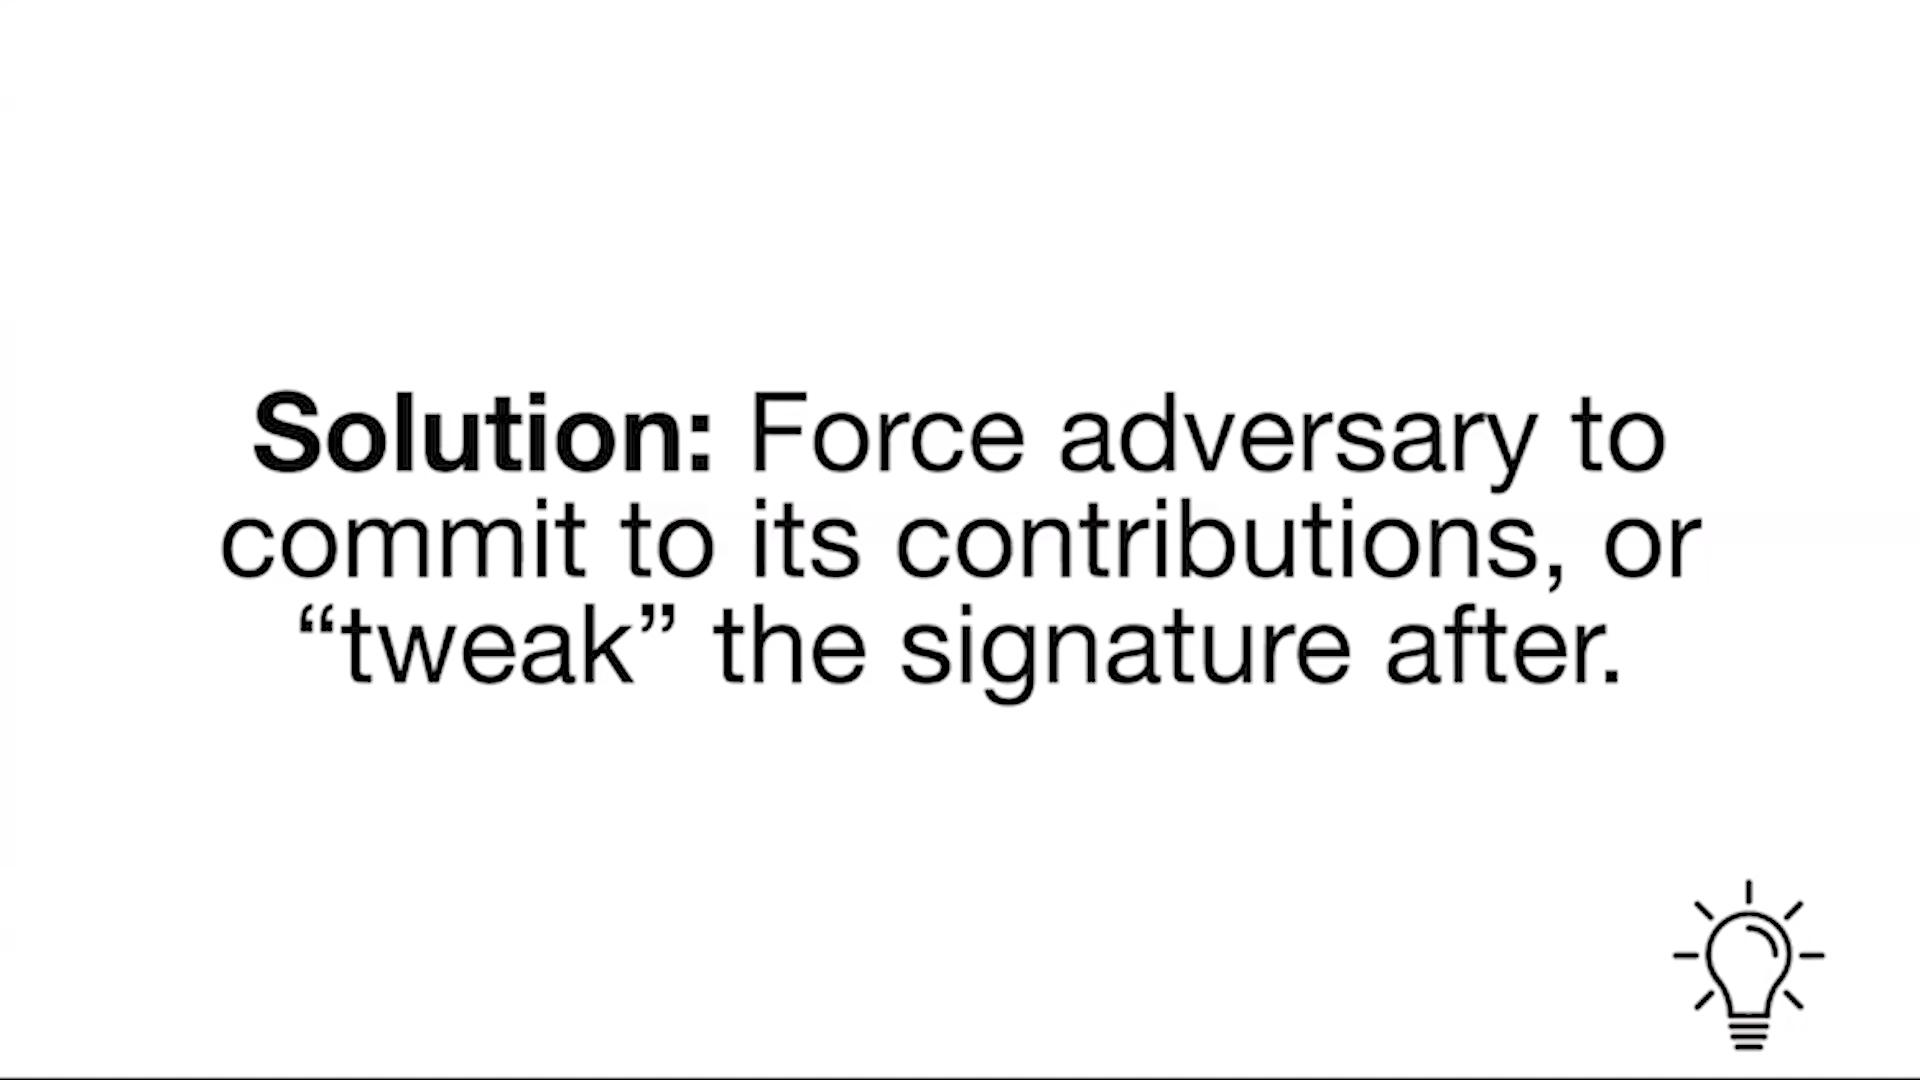 Solution: Force adversary to
commit to its contributions, or
“tweak” the signature after.